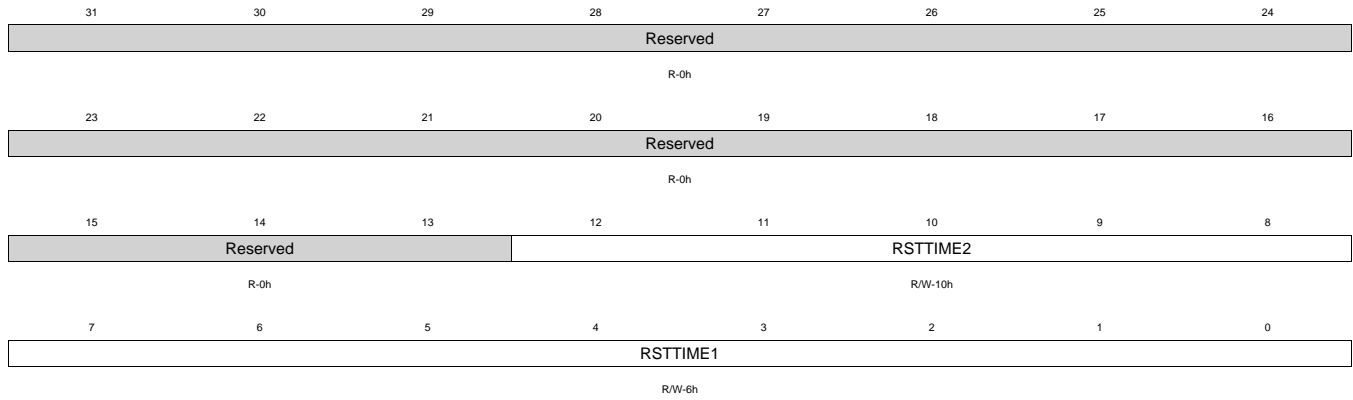 31 30 29 28 27 26 25 24
Reserved
R-0h
23 22 21 20 19 18 17 16
Reserved
R-0h
15 14 13 12 11 10 9 8
Reserved RSTTIME2
R-0h R/W-10h
7 6 5 4 3 2 1 0
RSTTIME1
R/W-6h